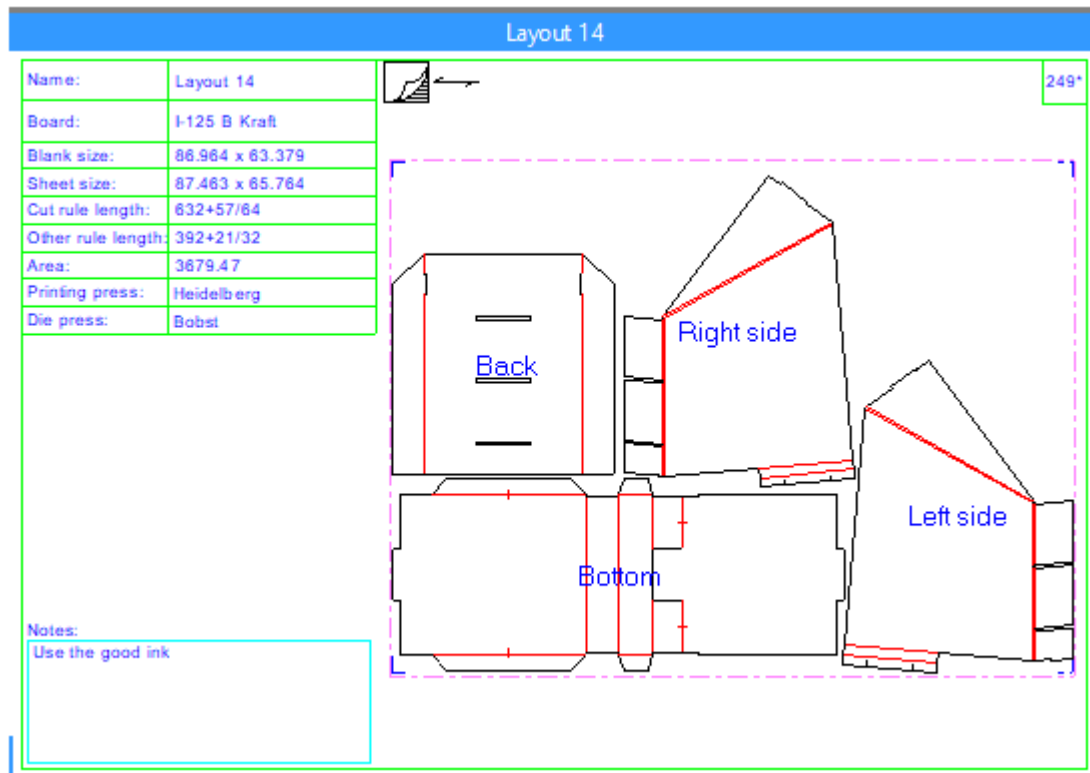 Layout 14
Name: Layout 14
249*
Board: I-125 B Kraft
Blank size: 86.964 x 63.379
Sheet size: 87.463 x 65.764
Cut rule length: 632+57/64
Other rule length: 392+21/32
Area: 3679.47
Printing press: Heidelberg
Die press: Bobst
Right side
Back
Left side
Bottom
Notes:
Use the good ink